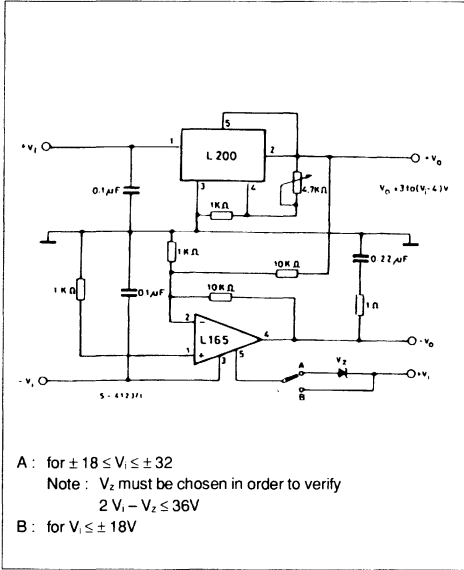 5
+Vi
1
L 200
2
+Vo
3
4
4.7KΩ
Vo = 3 to (Vi - 4) V
0.1µF
1KΩ
1KΩ
10KΩ
0.22µF
1KΩ
0.1µF
10KΩ
1Ω
2
-
L165
4
1
+
3
5
-Vo
A
Vz
+Vi
B
-Vi
S-4123/1
A : for ± 18 ≤ Vi ≤ ± 32
Note : Vz must be chosen in order to verify
2 Vi – Vz ≤ 36V
B : for Vi ≤ ± 18V